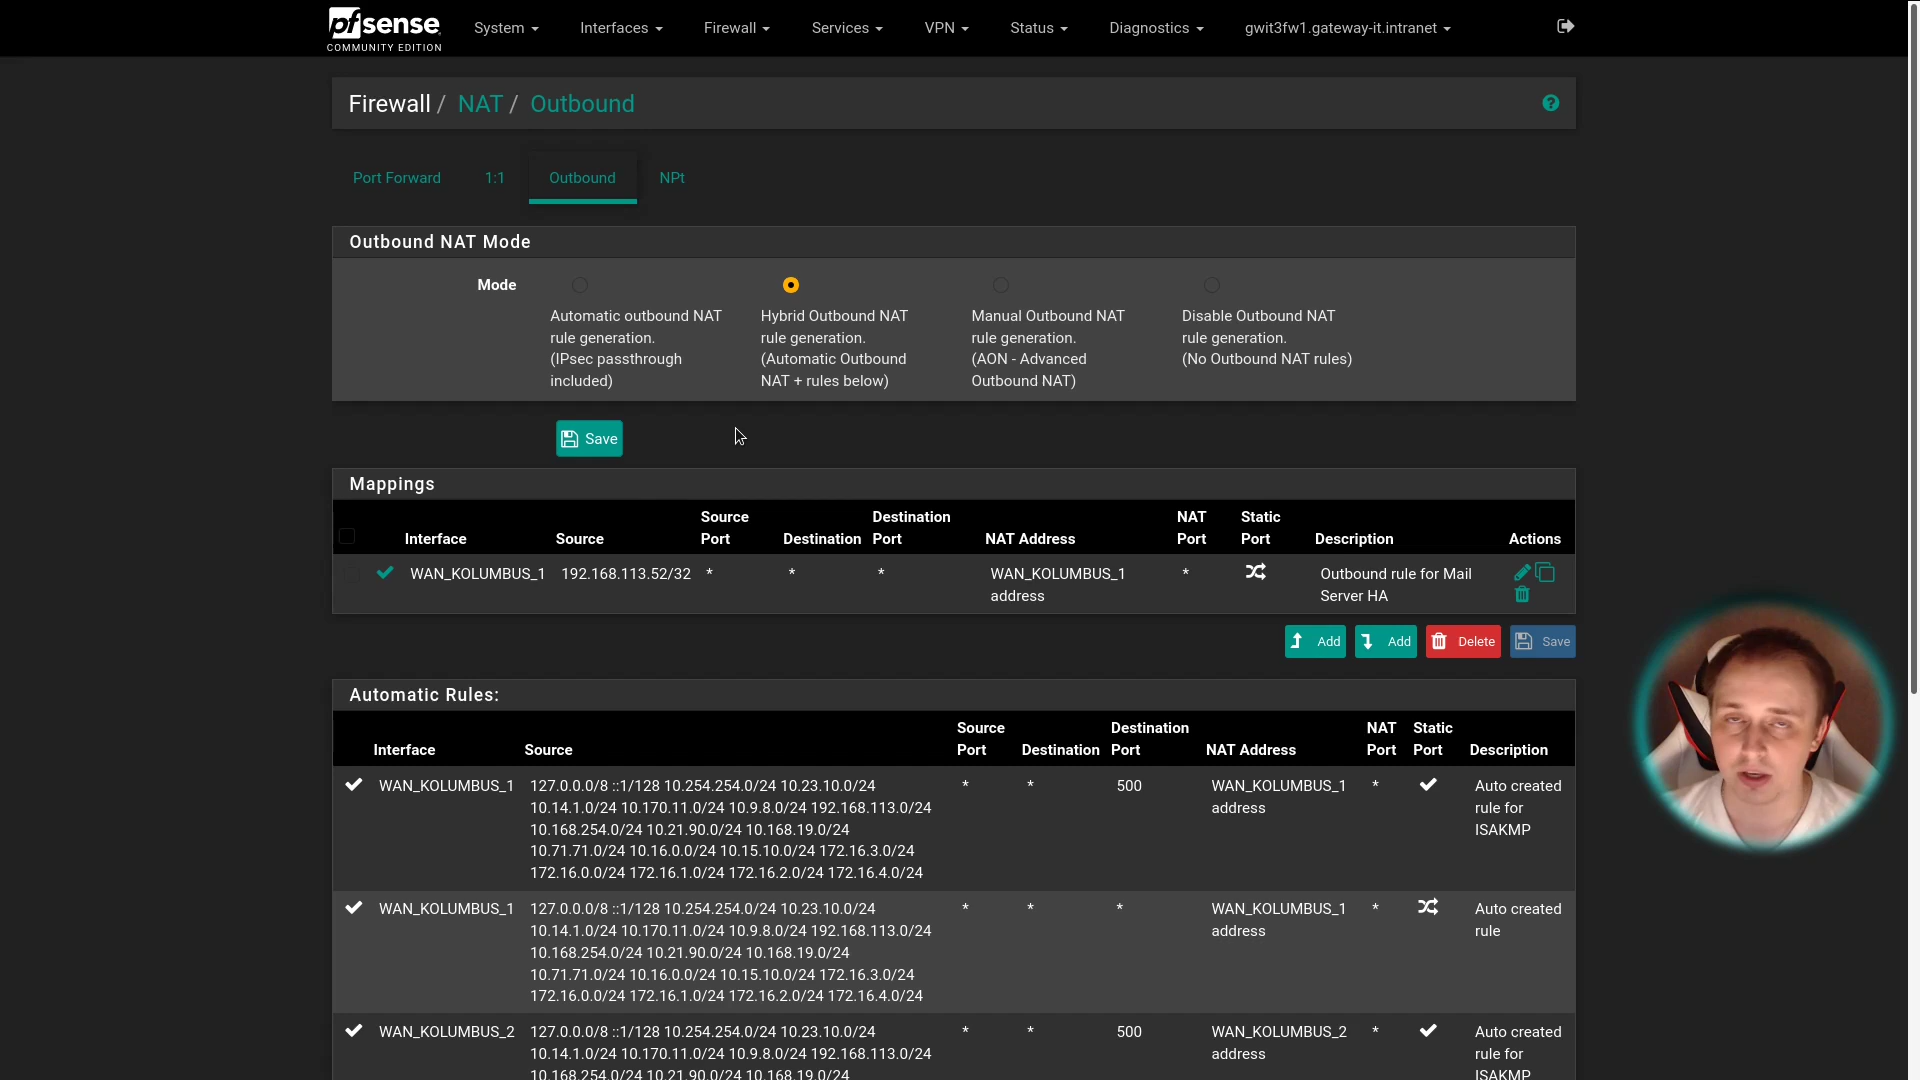 pfsense
COMMUNITY EDITION
System
Interfaces
Firewall
Services
VPN
Status
Diagnostics
gwit3fw1.gateway-it.intranet
Firewall / NAT / Outbound
?
Port Forward
1:1
Outbound
NPt
Outbound NAT Mode
Mode
Automatic outbound NAT
rule generation.
(IPsec passthrough
included)
Hybrid Outbound NAT
rule generation.
(Automatic Outbound
NAT + rules below)
Manual Outbound NAT
rule generation.
(AON - Advanced
Outbound NAT)
Disable Outbound NAT
rule generation.
(No Outbound NAT rules)
Save
Mappings
Interface
Source
Source
Port
Destination
Destination
Port
NAT Address
NAT
Port
Static
Port
Description
Actions
WAN_KOLUMBUS_1
192.168.113.52/32
*
*
*
WAN_KOLUMBUS_1
address
*
Outbound rule for Mail
Server HA
Add
Add
Delete
Save
Automatic Rules:
Interface
Source
Source
Port
Destination
Destination
Port
NAT Address
NAT
Port
Static
Port
Description
WAN_KOLUMBUS_1
127.0.0.0/8 ::1/128 10.254.254.0/24 10.23.10.0/24
10.14.1.0/24 10.170.11.0/24 10.9.8.0/24 192.168.113.0/24
10.168.254.0/24 10.21.90.0/24 10.168.19.0/24
10.71.71.0/24 10.16.0.0/24 10.15.10.0/24 172.16.3.0/24
172.16.0.0/24 172.16.1.0/24 172.16.2.0/24 172.16.4.0/24
*
*
500
WAN_KOLUMBUS_1
address
*
Auto created
rule for
ISAKMP
WAN_KOLUMBUS_1
127.0.0.0/8 ::1/128 10.254.254.0/24 10.23.10.0/24
10.14.1.0/24 10.170.11.0/24 10.9.8.0/24 192.168.113.0/24
10.168.254.0/24 10.21.90.0/24 10.168.19.0/24
10.71.71.0/24 10.16.0.0/24 10.15.10.0/24 172.16.3.0/24
172.16.0.0/24 172.16.1.0/24 172.16.2.0/24 172.16.4.0/24
*
*
*
WAN_KOLUMBUS_1
address
*
Auto created
rule
WAN_KOLUMBUS_2
127.0.0.0/8 ::1/128 10.254.254.0/24 10.23.10.0/24
10.14.1.0/24 10.170.11.0/24 10.9.8.0/24 192.168.113.0/24
10.168.254.0/24 10.21.90.0/24 10.168.19.0/24
*
*
500
WAN_KOLUMBUS_2
address
*
Auto created
rule for
ISAKMP